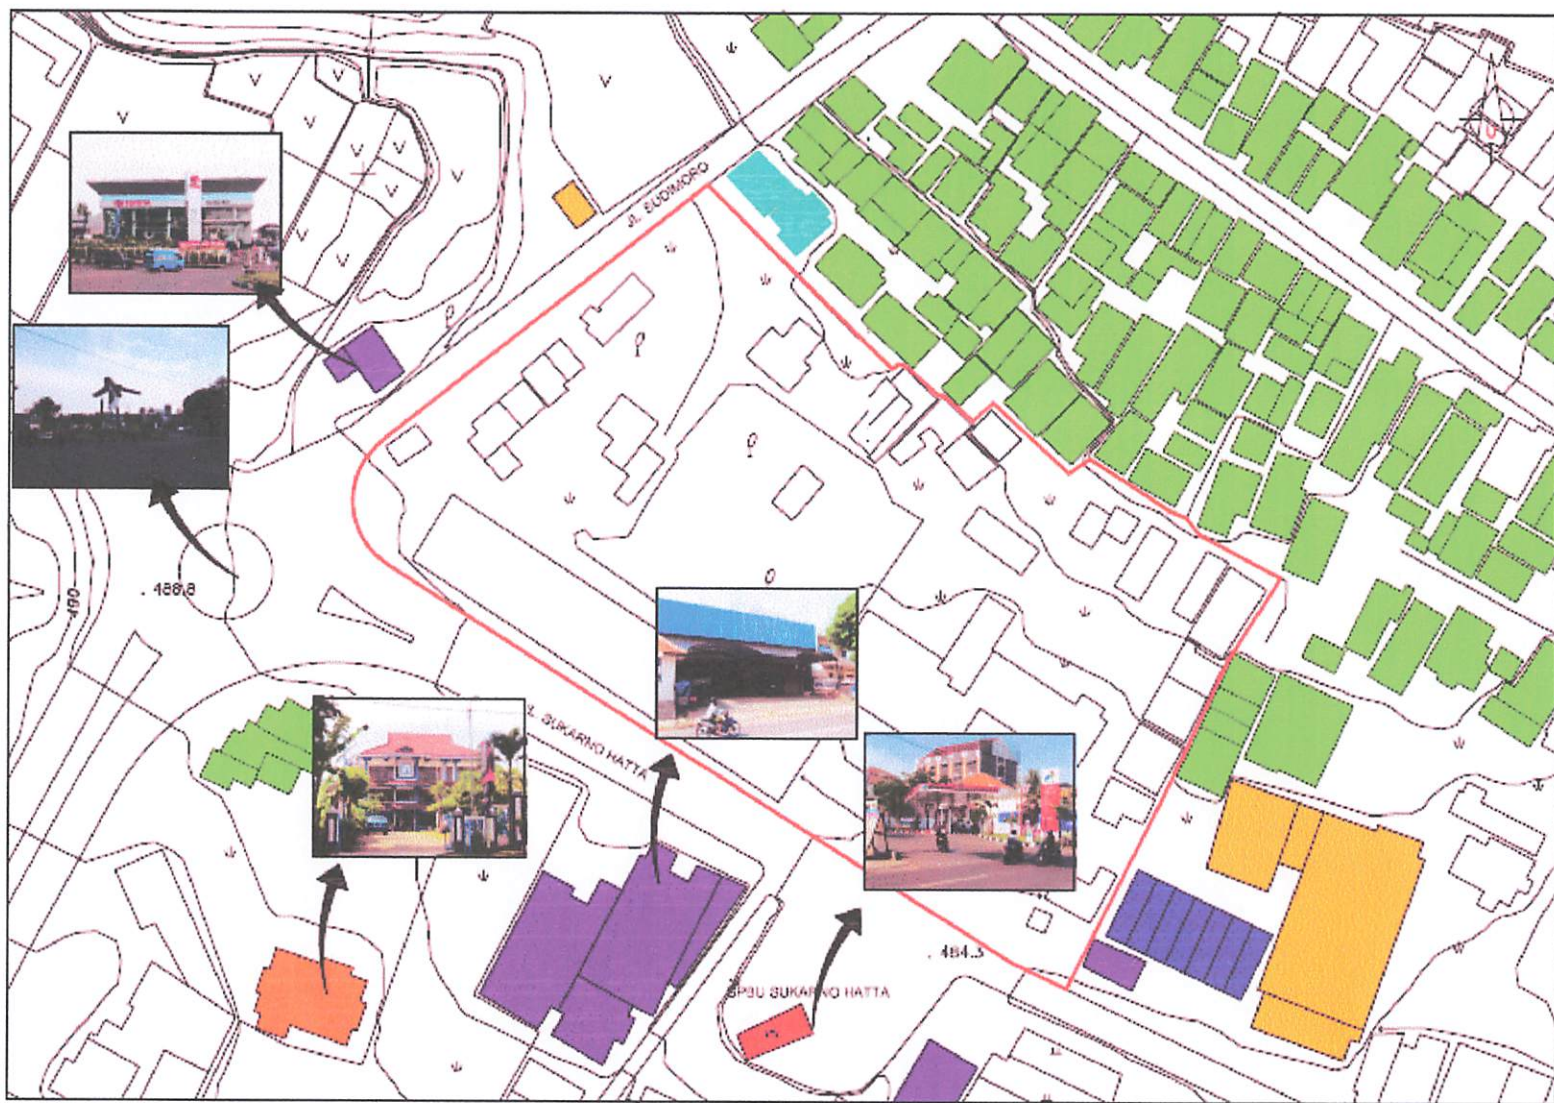 JL. SUDIMORO
U
. 488.8
490
JL. SUKARNO HATTA
. 484.3
SPBU SUKARNO HATTA